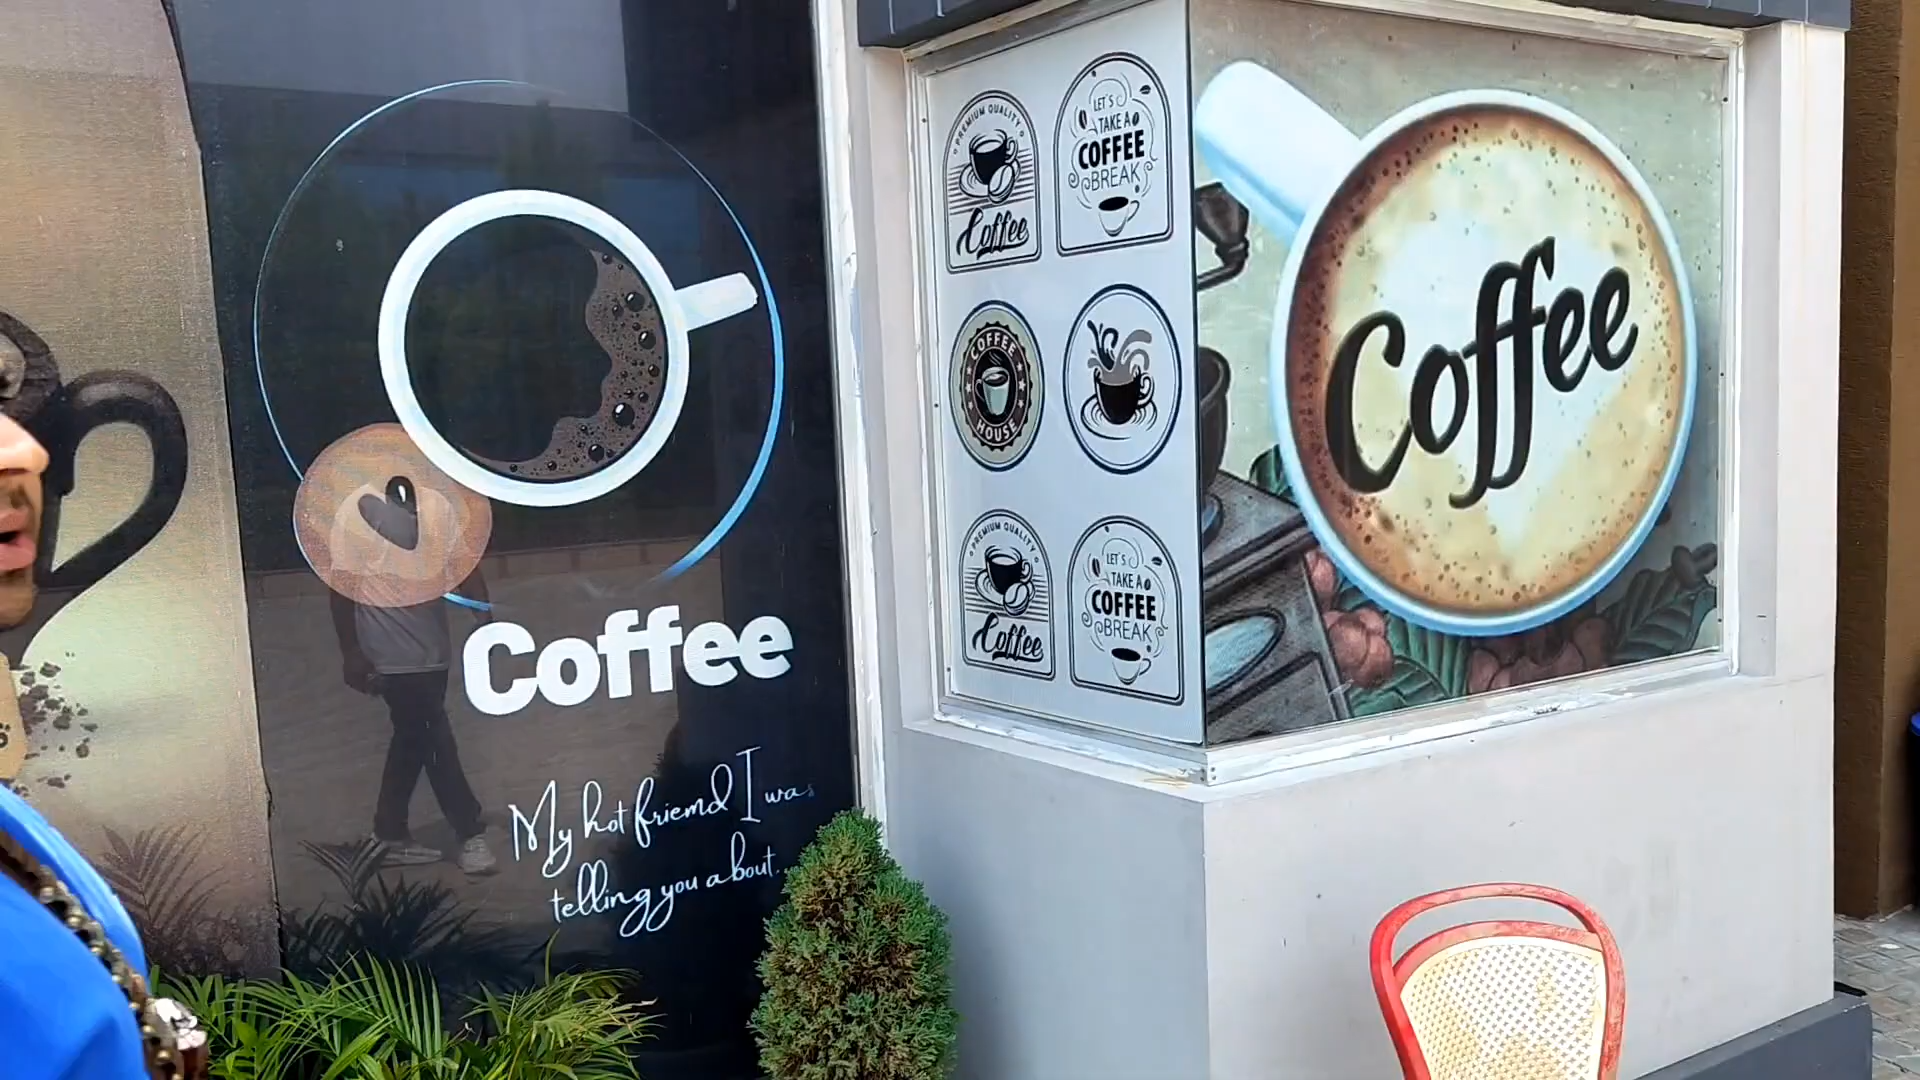 Coffee
My hot friemd I was
telling you about.
PREMIUM QUALITY
Coffee
LET'S
TAKE A
COFFEE
BREAK
COFFEE
HOUSE
PREMIUM QUALITY
Coffee
LET'S
TAKE A
COFFEE
BREAK
Coffee